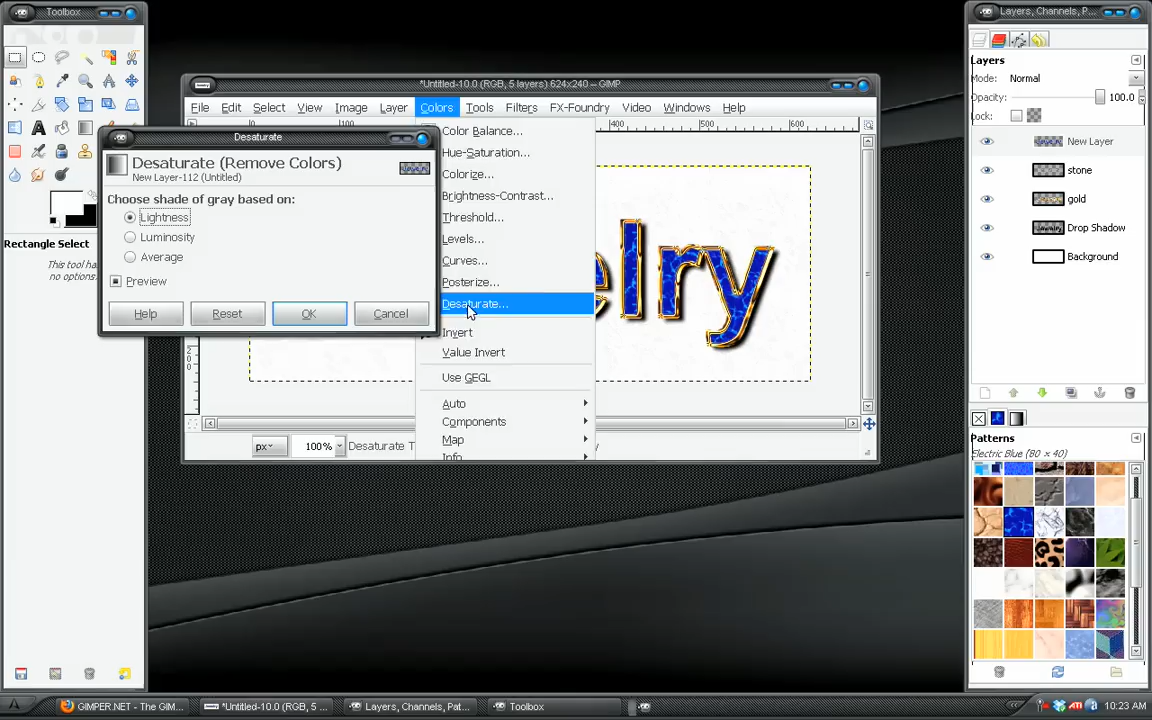 Toolbox
Rectangle Select
This tool ha
no options.
*Untitled-10.0 (RGB, 5 layers) 624x240 – GIMP
File Edit Select View Image Layer Colors Tools Filters FX-Foundry Video Windows Help
100 400 500 600
Desaturate
Desaturate (Remove Colors)
New Layer-112 (Untitled)
Choose shade of gray based on:
Lightness
Luminosity
Average
Preview
Help Reset OK Cancel
Color Balance...
Hue-Saturation...
Colorize...
Brightness-Contrast...
Threshold...
Levels...
Curves...
Posterize...
Desaturate...
Invert
Value Invert
Use GEGL
Auto
Components
Map
Info
elry
200
px 100% Desaturate T
Layers, Channels, P...
Layers
Mode: Normal
Opacity: 100.0
Lock:
New Layer
stone
gold
Drop Shadow
Background
Patterns
Electric Blue (80 × 40)
GIMPER.NET - The GIM... *Untitled-10.0 (RGB, 5 ... Layers, Channels, Pat... Toolbox 10:23 AM